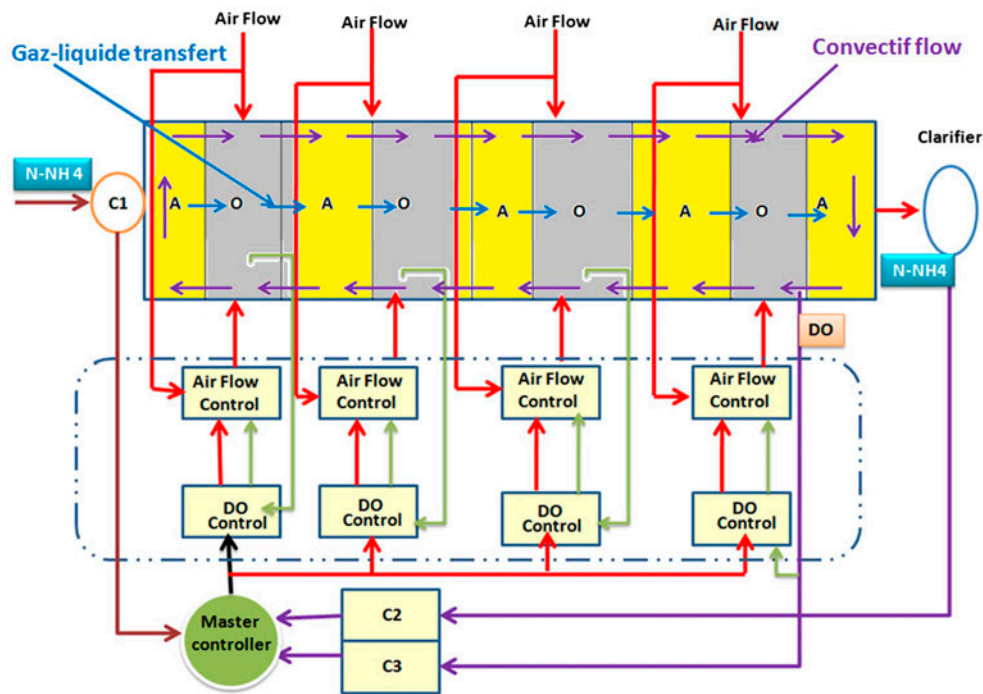 Air Flow
Air Flow
Air Flow
Air Flow
Gaz-liquide transfert
Convectif flow
Clarifier
N-NH 4
C1
A
O
A
O
A
O
A
O
A
N-NH4
DO
Air Flow
Control
Air Flow
Control
Air Flow
Control
Air Flow
Control
DO
Control
DO
Control
DO
Control
DO
Control
Master
controller
C2
C3